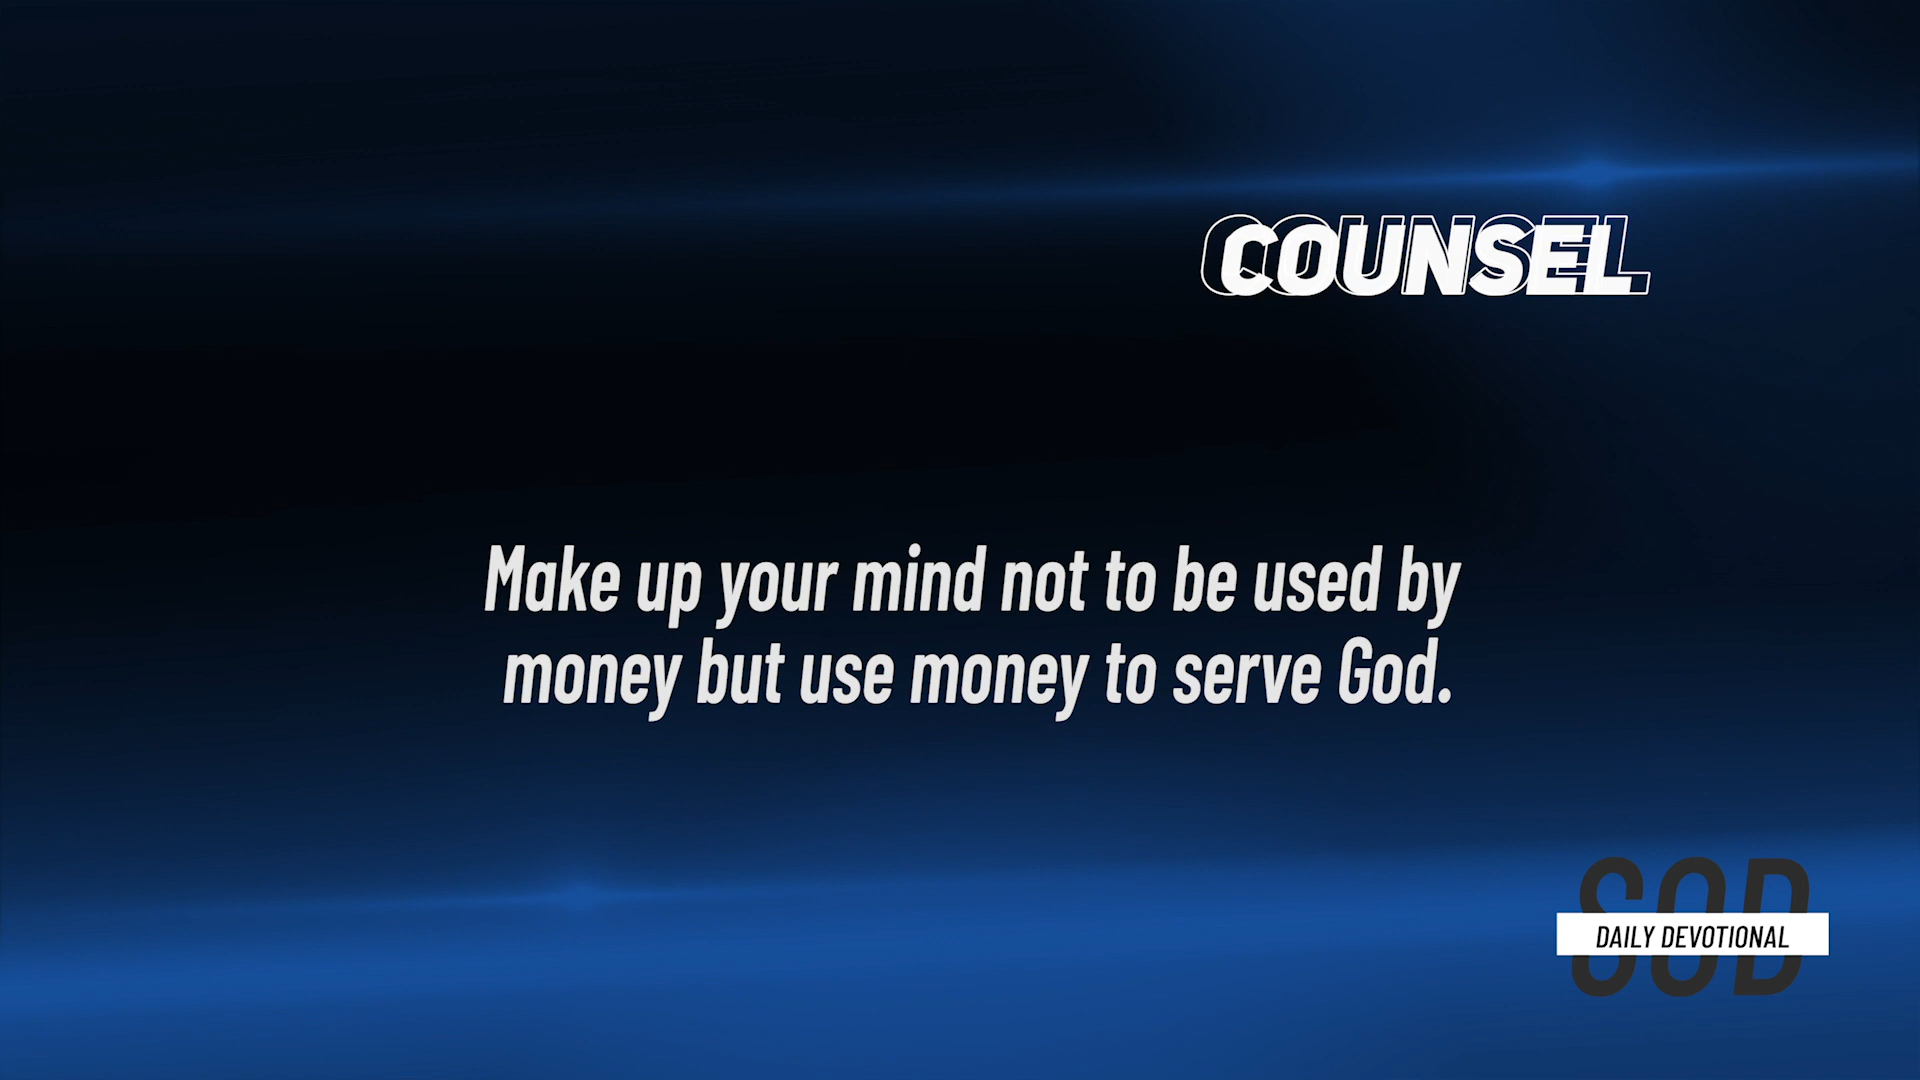 COUNSEL
Make up your mind not to be used by
money but use money to serve God.
SOD
DAILY DEVOTIONAL